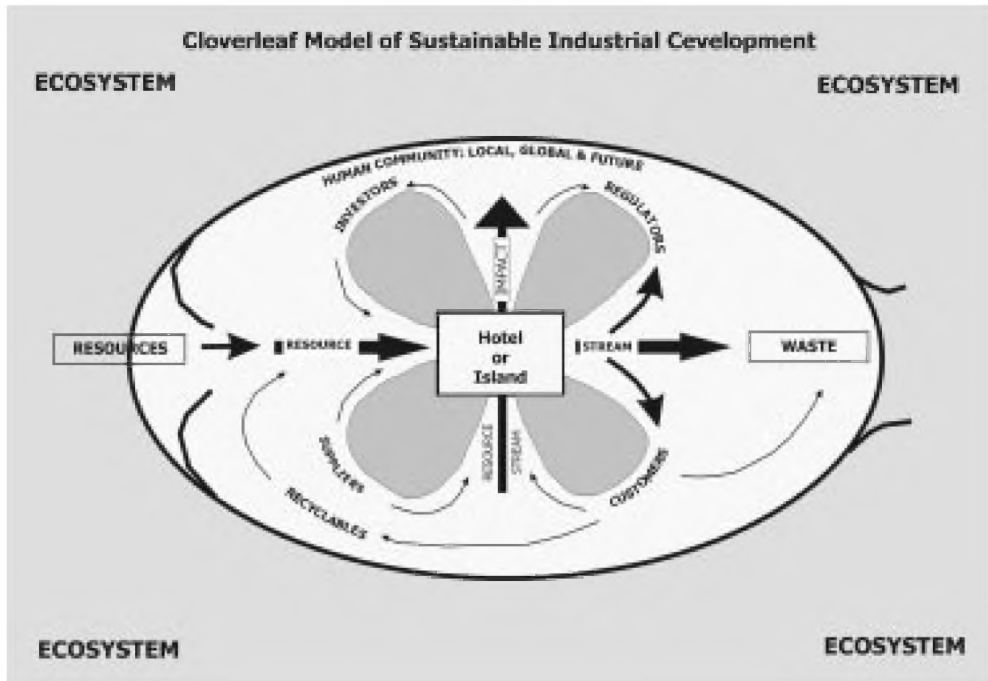 Cloverleaf Model of Sustainable Industrial Cevelopment
ECOSYSTEM
ECOSYSTEM
HUMAN COMMUNITY: LOCAL, GLOBAL & FUTURE
INVESTORS
REGULATORS
IMPACT
RESOURCES
RESOURCE
Hotel
or
Island
STREAM
WASTE
RESOURCE
STREAM
SUPPLIERS
CUSTOMERS
RECYCLABLES
ECOSYSTEM
ECOSYSTEM